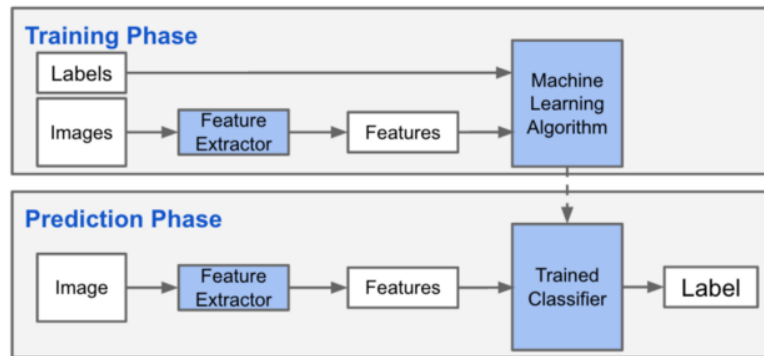 Training Phase
Labels
Images
Feature
Extractor
Features
Machine
Learning
Algorithm
Prediction Phase
Image
Feature
Extractor
Features
Trained
Classifier
Label